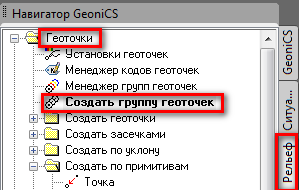 Навигатор GeoniCS
Геоточки
Установки геоточек
Менеджер кодов геоточек
Менеджер групп геоточек
Создать группу геоточек
Создать геоточки
Создать засечками
Создать по уклону
Создать по примитивам
Точка
GeoniCS
Ситуа...
Рельеф